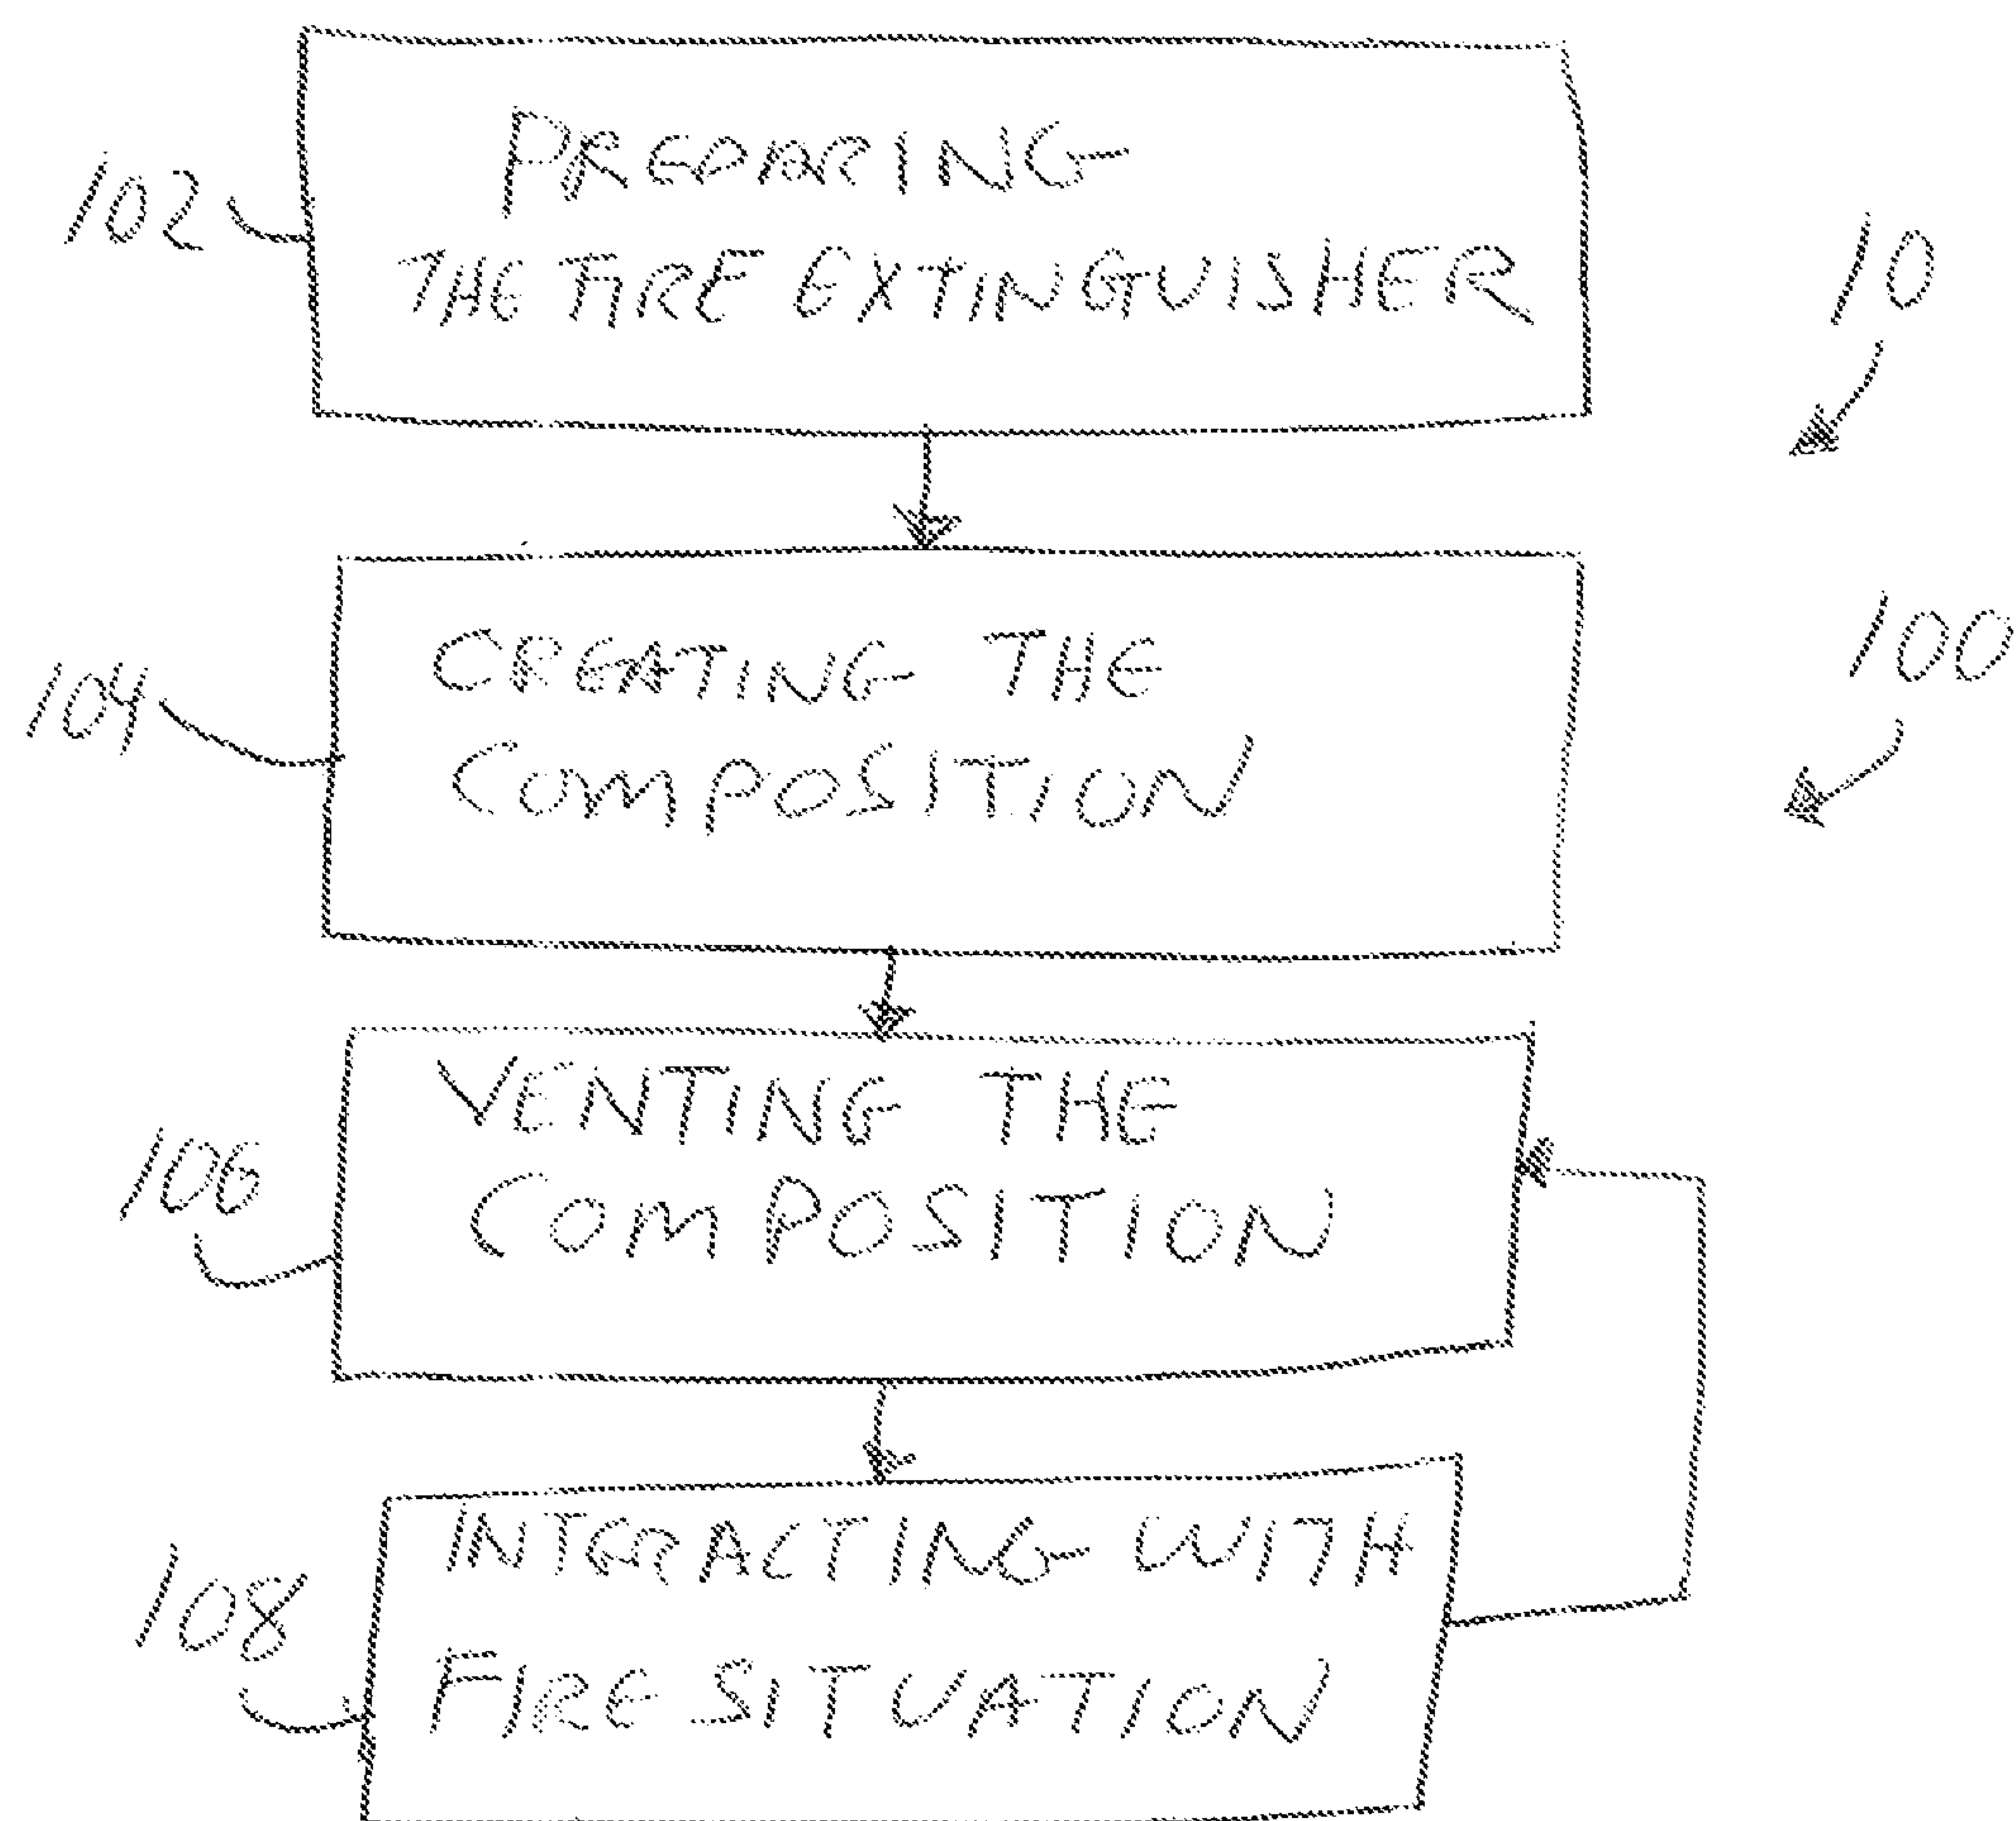 PREPARING
102
THE FIRE EXTINGUISHER
10
CREATING THE
100
104
COMPOSITION
VENTING THE
106
COMPOSITION
INTERACTING WITH
108
FIRE SITUATION